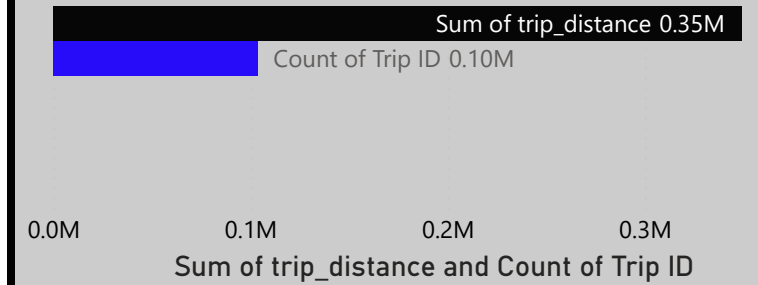 Sum of trip_distance 0.35M
Count of Trip ID 0.10M
0.0M 0.1M 0.2M 0.3M
Sum of trip_distance and Count of Trip ID